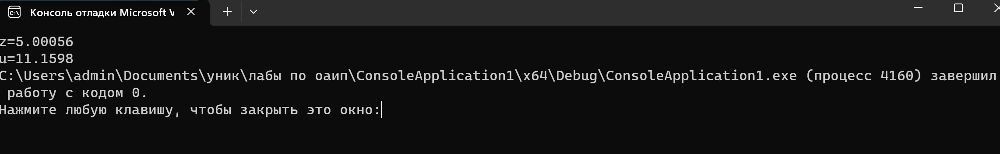 Консоль отладки Microsoft V
z=5.00056
u=11.1598
C:\Users\admin\Documents\уник\лабы по оаип\ConsoleApplication1\x64\Debug\ConsoleApplication1.exe (процесс 4160) завершил
работу с кодом 0.
Нажмите любую клавишу, чтобы закрыть это окно: